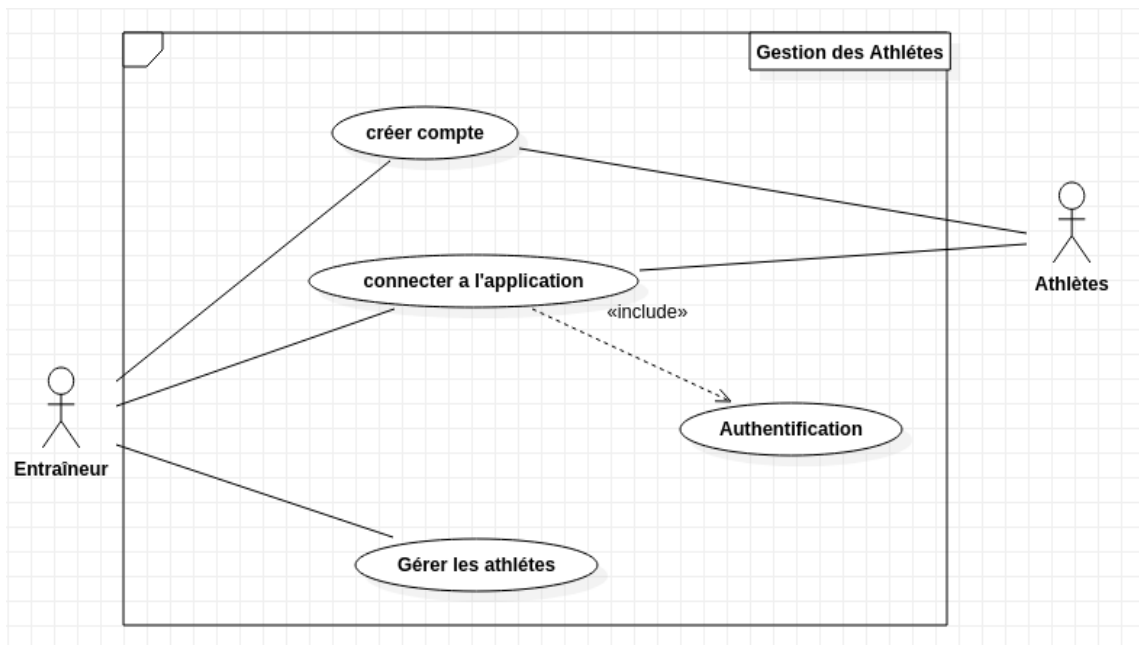 Gestion des Athlétes
créer compte
connecter a l'application
«include»
Athlètes
Authentification
Entraîneur
Gérer les athlétes